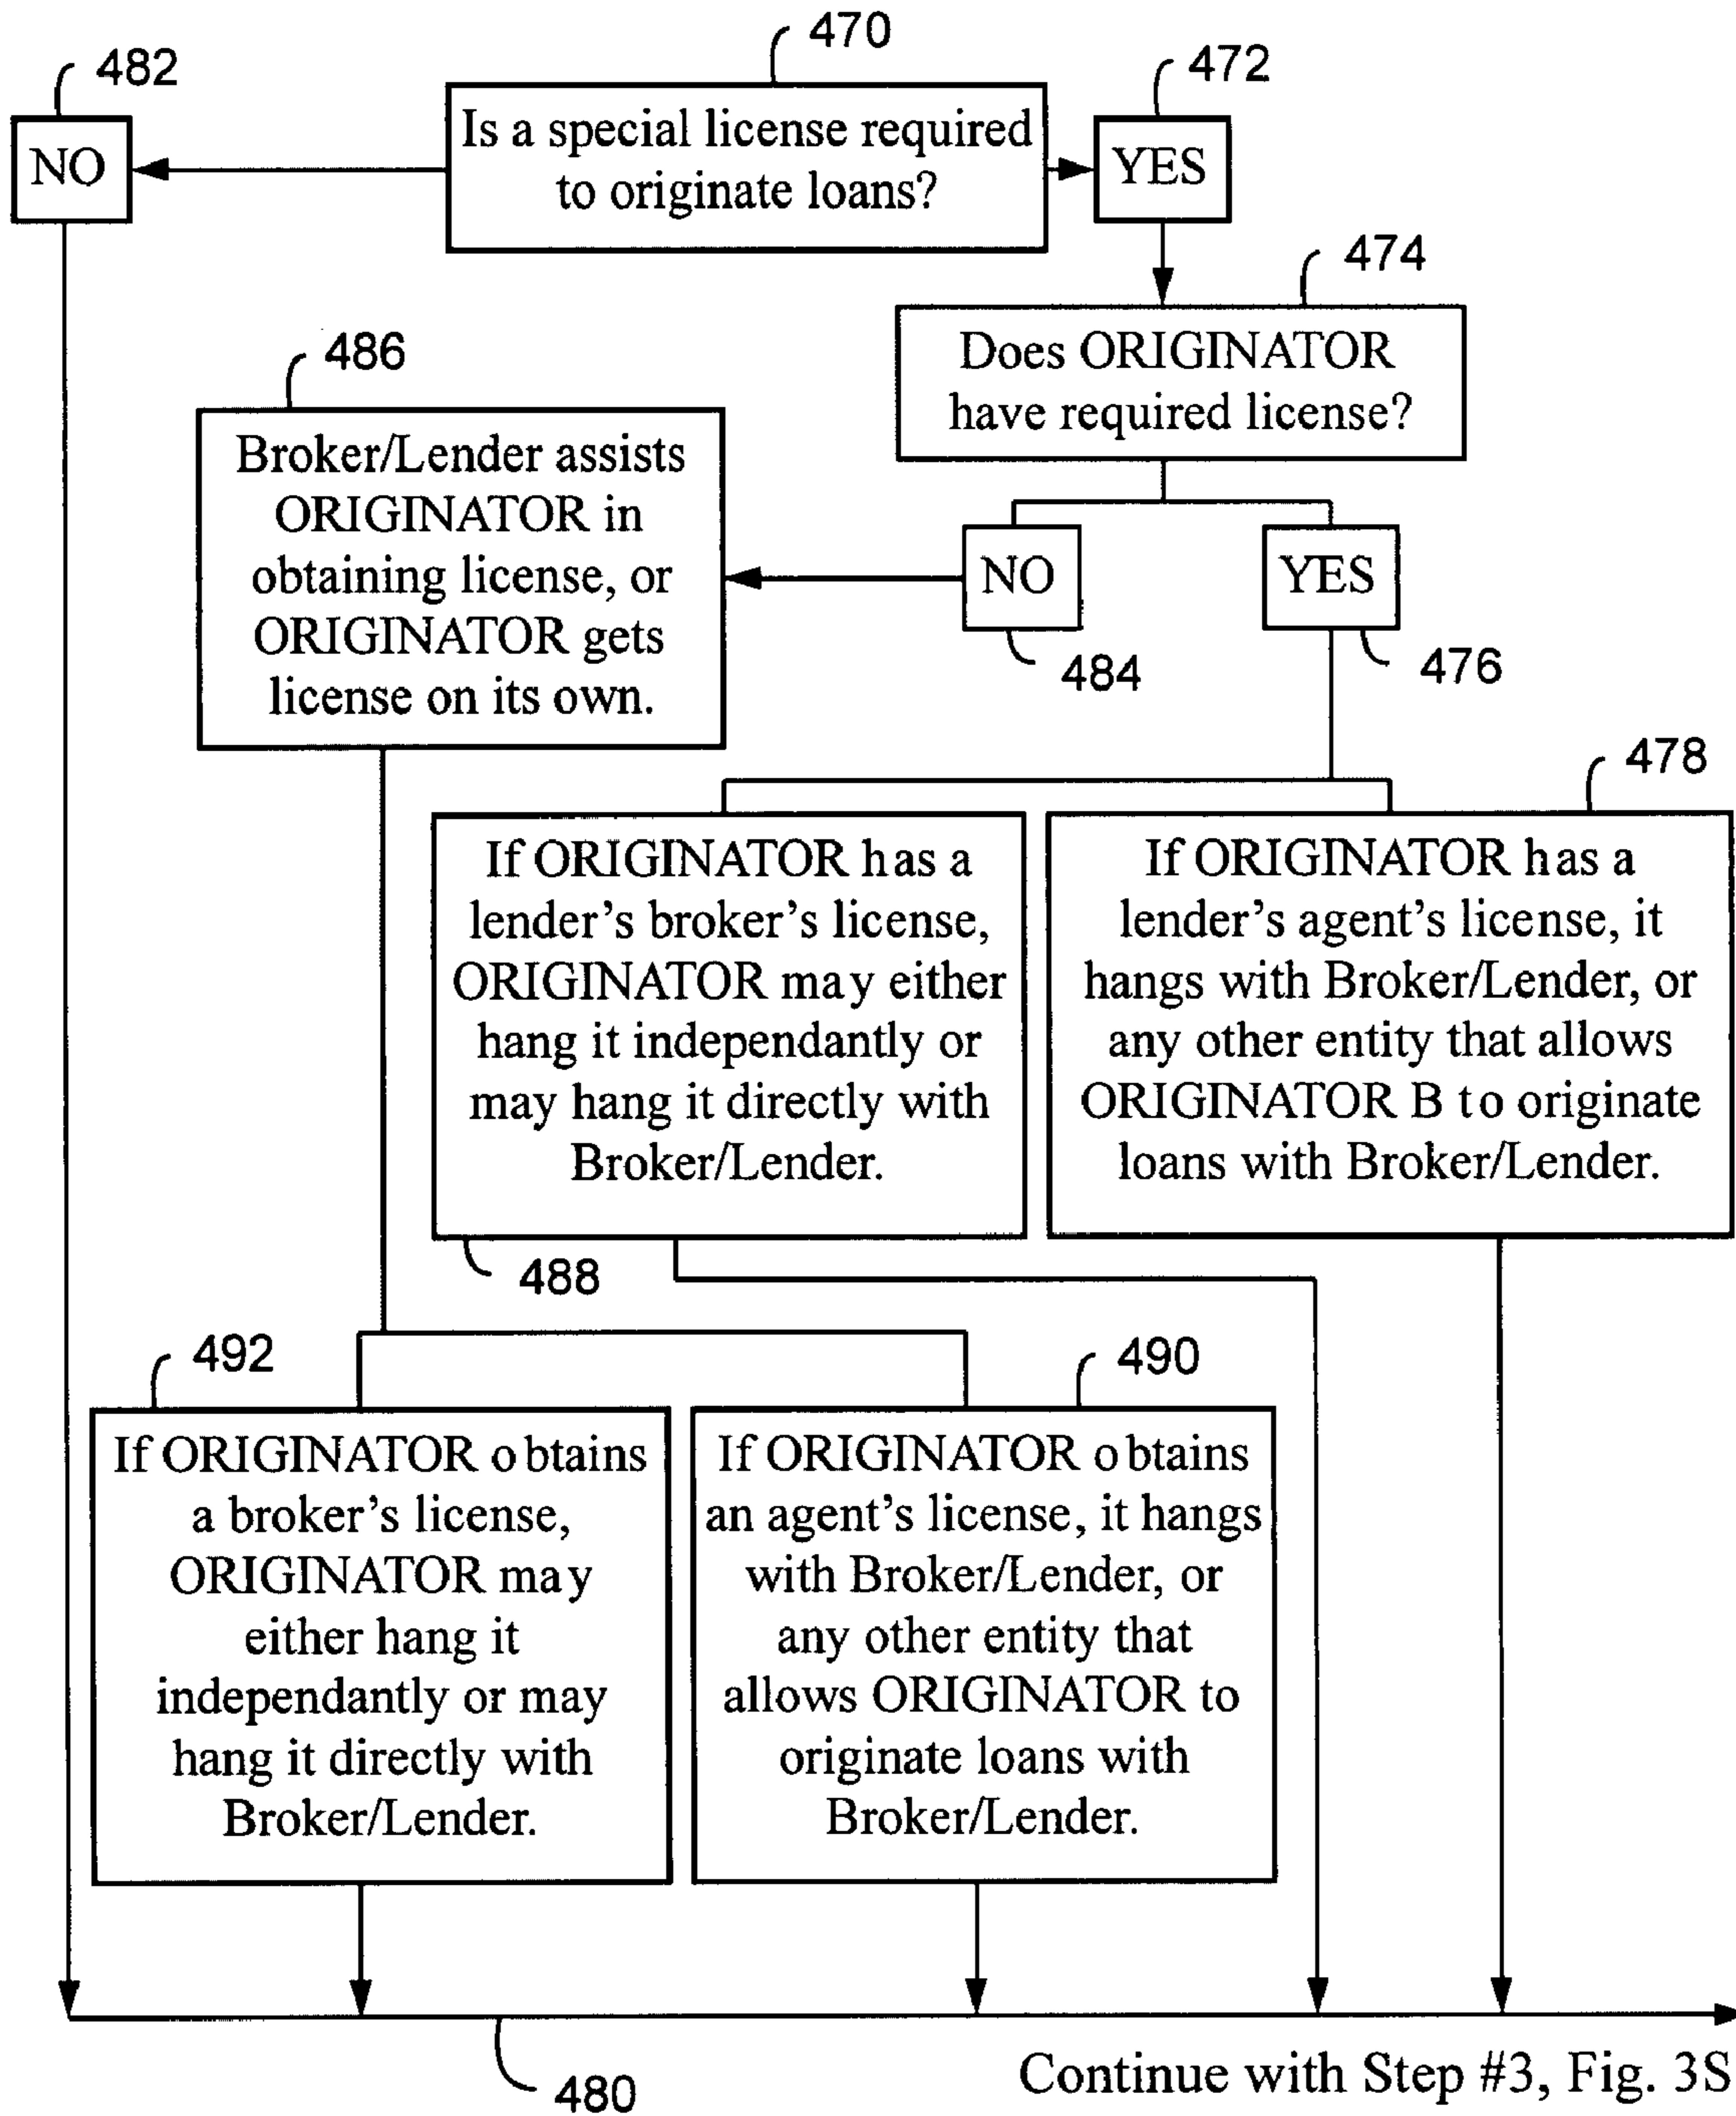 470
482
472
Is a special license required
to originate loans?
NO
YES
474
Does ORIGINATOR
have required license?
486
Broker/Lender assists
ORIGINATOR in
obtaining license, or
ORIGINATOR gets
license on its own.
NO
YES
484
476
478
If ORIGINATOR has a
lender's broker's license,
ORIGINATOR may either
hang it independantly or
may hang it directly with
Broker/Lender.
If ORIGINATOR has a
lender's agent's license, it
hangs with Broker/Lender, or
any other entity that allows
ORIGINATOR B to originate
loans with Broker/Lender.
488
492
490
If ORIGINATOR obtains
a broker's license,
ORIGINATOR may
either hang it
independantly or may
hang it directly with
Broker/Lender.
If ORIGINATOR obtains
an agent's license, it hangs
with Broker/Lender, or
any other entity that
allows ORIGINATOR to
originate loans with
Broker/Lender.
480
Continue with Step #3, Fig. 3S